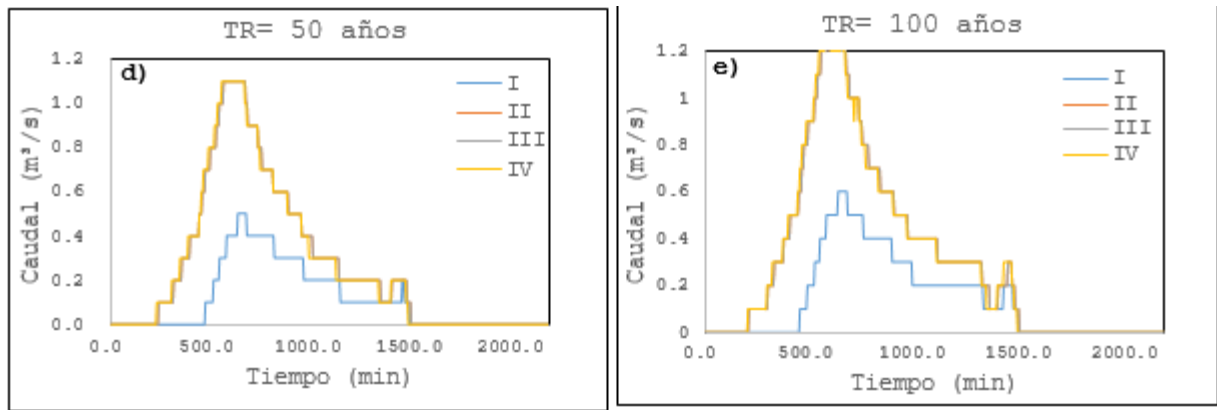 TR= 50 años
d)
Caudal (m³/s)
1.2
1.0
0.8
0.6
0.4
0.2
0.0
I
II
III
IV
0.0 500.0 1000.0 1500.0 2000.0
Tiempo (min)
TR= 100 años
e)
Caudal (m³/s)
1.2
1
0.8
0.6
0.4
0.2
0
I
II
III
IV
0.0 500.0 1000.0 1500.0 2000.0
Tiempo (min)